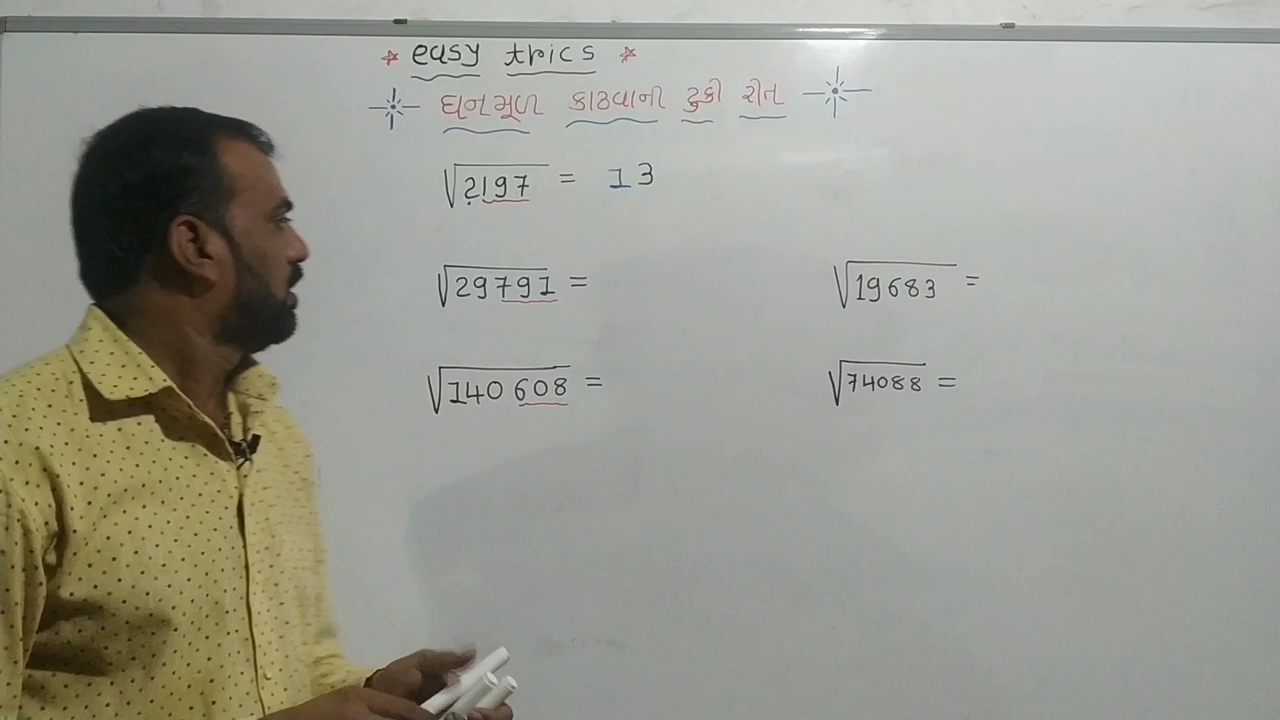 * easy trics *
ઘનમૂળ કાઢવાની ટુકી રીત
√2197 = 13
√29791 = √19683 =
√140608 = √74088 =